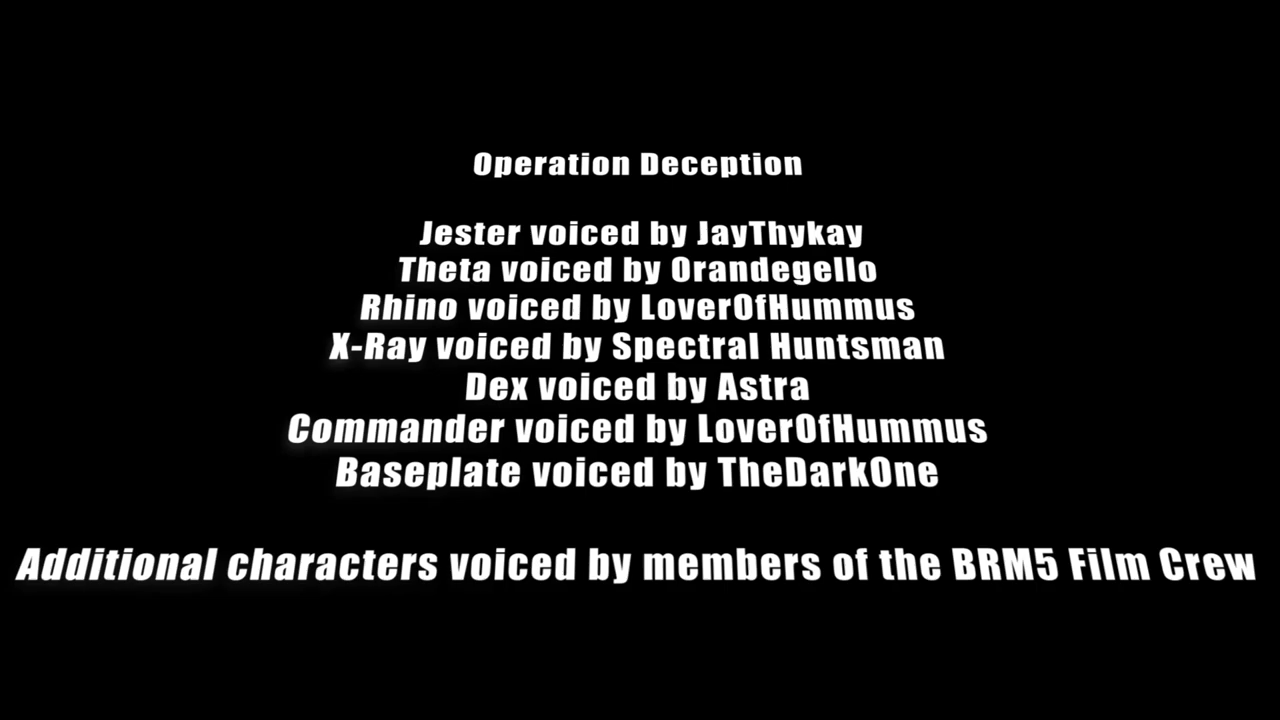 Operation Deception
Jester voiced by JayThykay
Theta voiced by Orandegello
Rhino voiced by LoverOfHummus
X-Ray voiced by Spectral Huntsman
Dex voiced by Astra
Commander voiced by LoverOfHummus
Baseplate voiced by TheDarkOne
Additional characters voiced by members of the BRM5 Film Crew